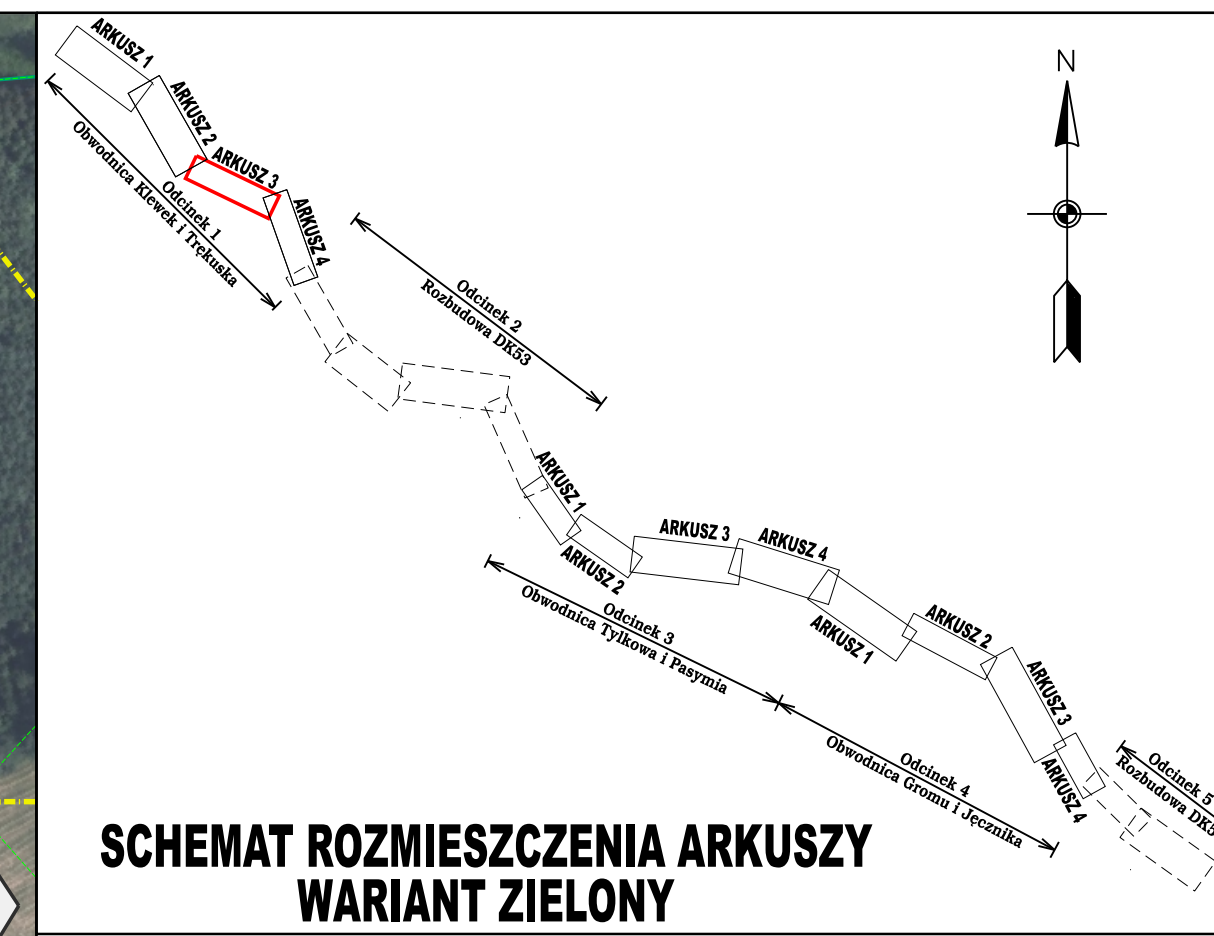 ARKUSZ 1
ARKUSZ 2
ARKUSZ 3
ARKUSZ 4
Odcinek 1
Obwodnica Klewek i Trękuska
N
Odcinek 2
Rozbudowa DK53
ARKUSZ 1
ARKUSZ 2
ARKUSZ 3
ARKUSZ 4
Odcinek 3
Obwodnica Tylkowa i Pasymia
ARKUSZ 1
ARKUSZ 2
ARKUSZ 3
ARKUSZ 4
Odcinek 4
Obwodnica Gromu i Jęcznika
Odcinek 5
Rozbudowa DK5
SCHEMAT ROZMIESZCZENIA ARKUSZY
WARIANT ZIELONY